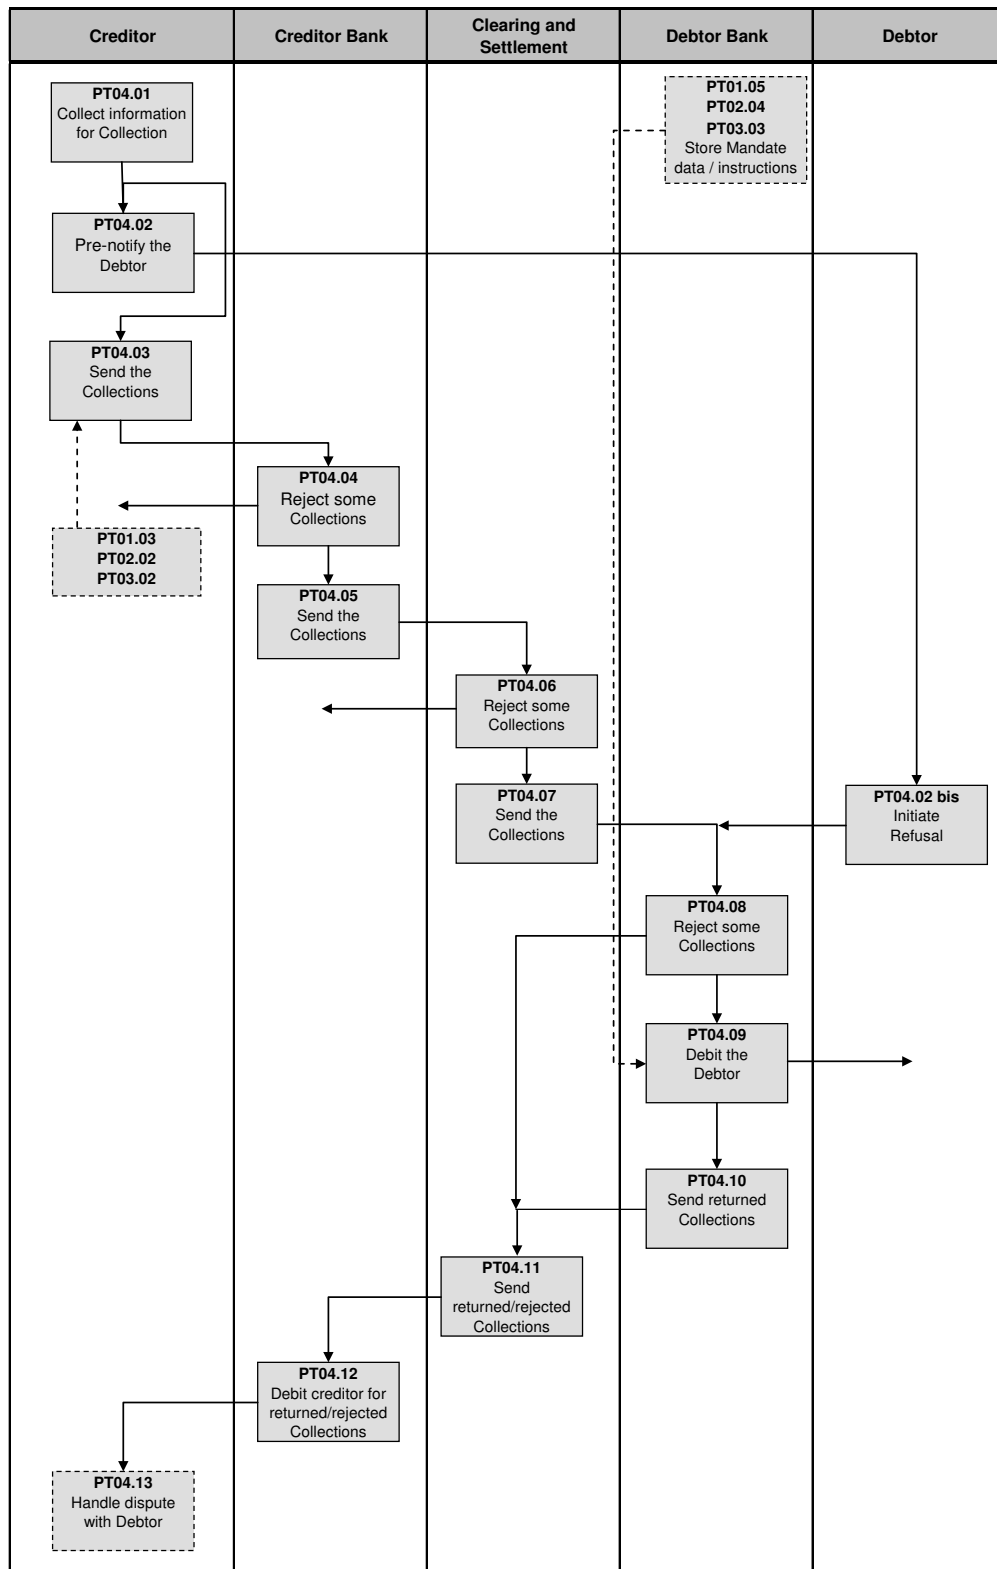 Creditor
Creditor Bank
Clearing and
Settlement
Debtor Bank
Debtor
PT04.01
Collect information
for Collection
PT01.05
PT02.04
PT03.03
Store Mandate
data / instructions
PT04.02
Pre-notify the
Debtor
PT04.03
Send the
Collections
PT04.04
Reject some
Collections
PT01.03
PT02.02
PT03.02
PT04.05
Send the
Collections
PT04.06
Reject some
Collections
PT04.07
Send the
Collections
PT04.02 bis
Initiate
Refusal
PT04.08
Reject some
Collections
PT04.09
Debit the
Debtor
PT04.10
Send returned
Collections
PT04.11
Send
returned/rejected
Collections
PT04.12
Debit creditor for
returned/rejected
Collections
PT04.13
Handle dispute
with Debtor